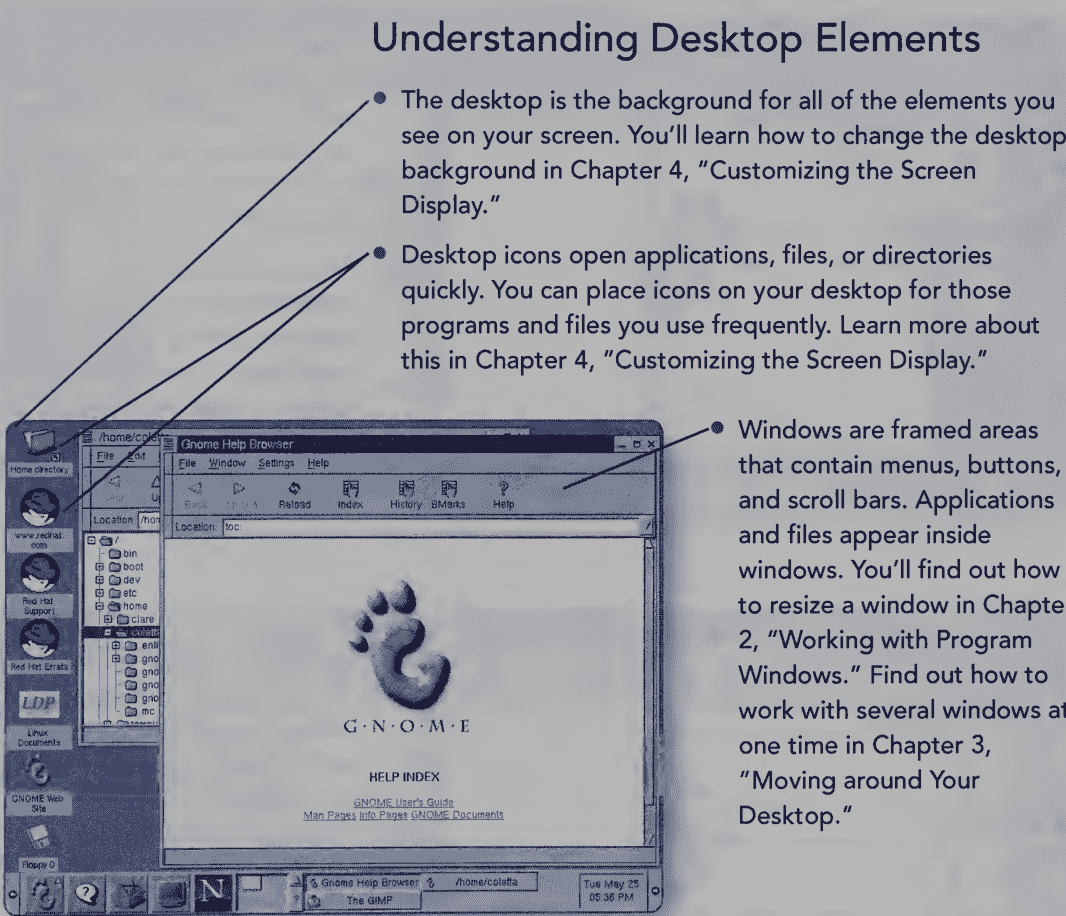 Understanding Desktop Elements
• The desktop is the background for all of the elements you
see on your screen. You'll learn how to change the desktop
background in Chapter 4, "Customizing the Screen
Display."
• Desktop icons open applications, files, or directories
quickly. You can place icons on your desktop for those
programs and files you use frequently. Learn more about
this in Chapter 4, "Customizing the Screen Display."
• Windows are framed areas
that contain menus, buttons,
and scroll bars. Applications
and files appear inside
windows. You'll find out how
to resize a window in Chapte
2, "Working with Program
Windows." Find out how to
work with several windows at
one time in Chapter 3,
"Moving around Your
Desktop."
Home directory
www.redhat.
com
Red Hat
Support
Red Hat Errata
LDP
Linux
Documents
GNOME Web
Site
Floppy 0
/home/colet
File Edit
Location: /hon
/
bin
boot
dev
etc
home
clare
coletta
enli
gno
gno
gno
gno
mc
Gnome Help Browser
File Window Settings Help
Back Reload Index History BMarks Help
Location: toc:
G·N·O·M·E
HELP INDEX
GNOME User's Guide
Man Pages Info Pages GNOME Documents
N
Gnome Help Browser
/home/coletta
The GIMP
Tue May 25
05:36 PM